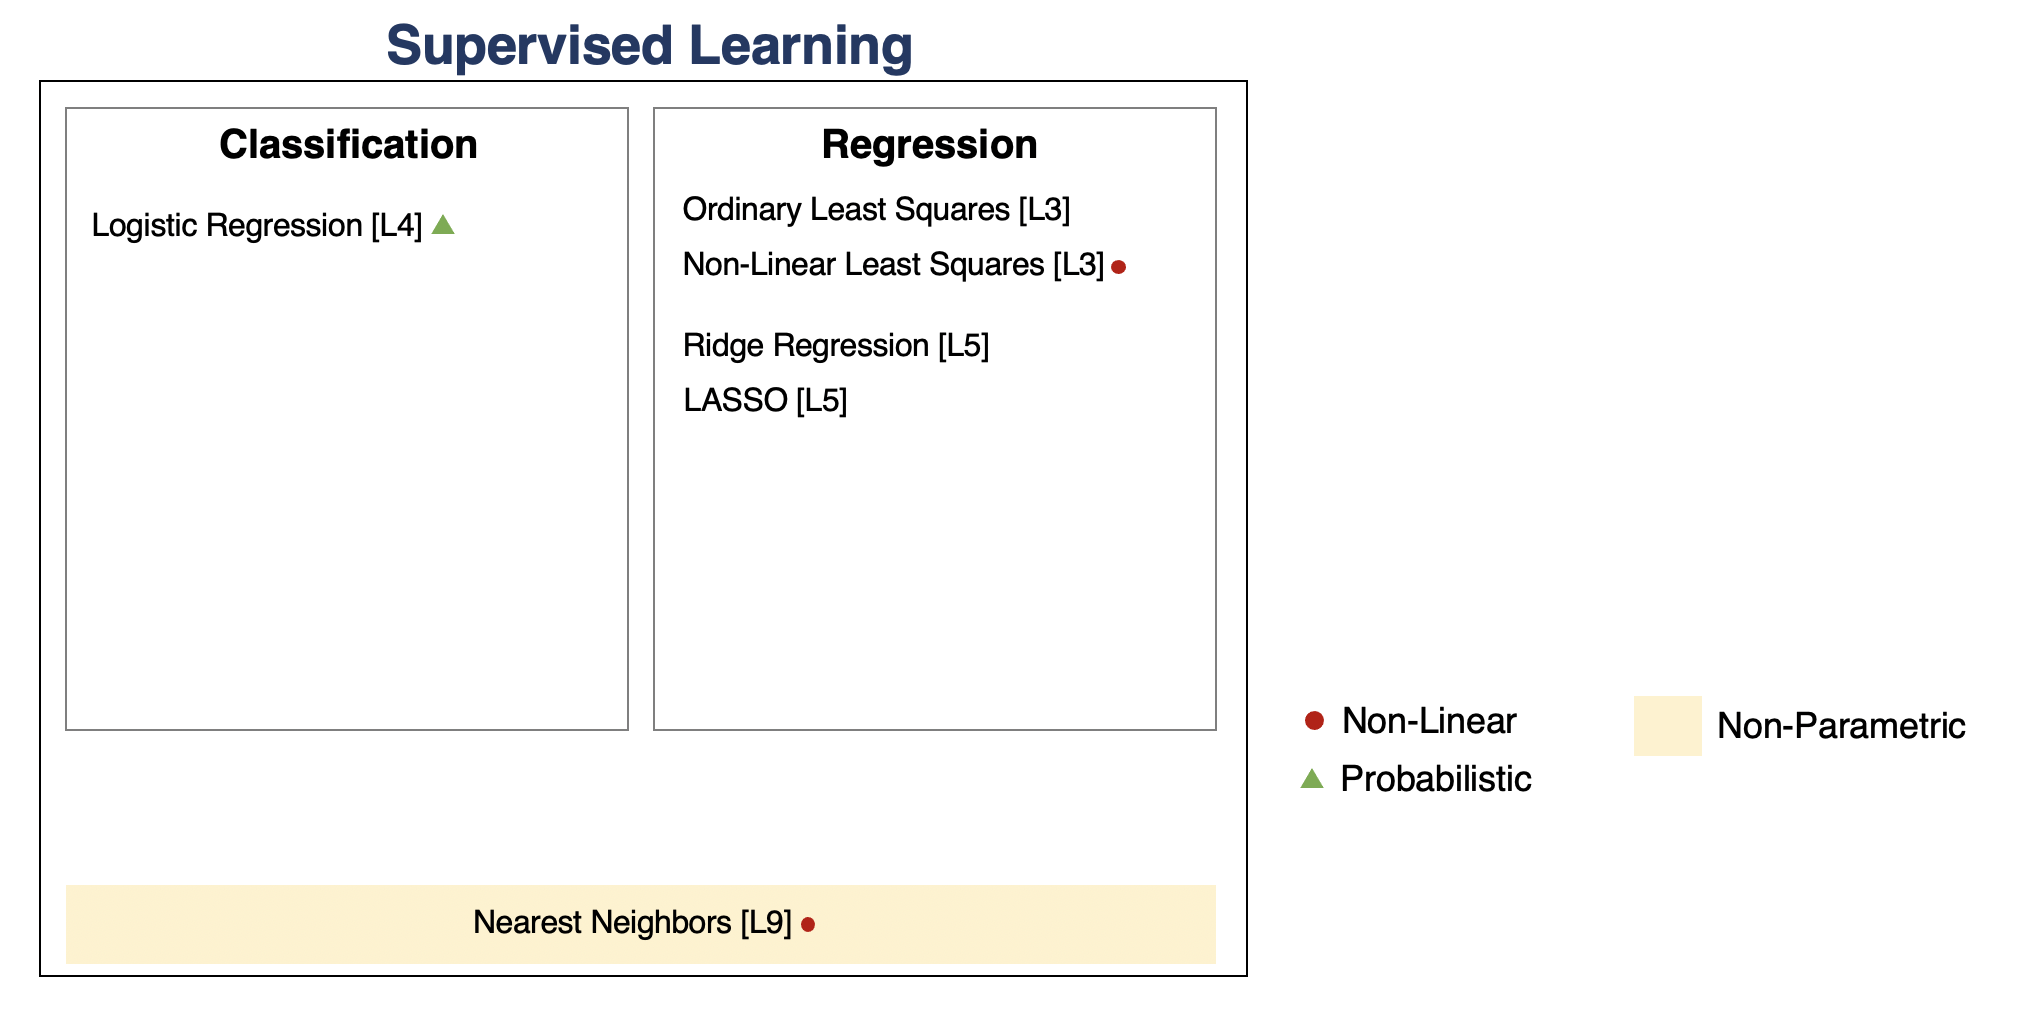 Supervised Learning
Classification
Logistic Regression [L4]
Regression
Ordinary Least Squares [L3]
Non-Linear Least Squares [L3]
Ridge Regression [L5]
LASSO [L5]
Nearest Neighbors [L9]
Non-Linear
Probabilistic
Non-Parametric